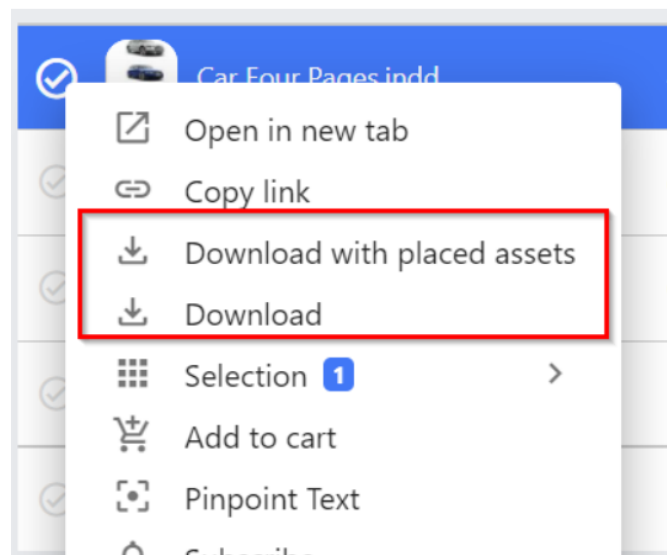 Car Four Pages.indd
Open in new tab
Copy link
Download with placed assets
Download
Selection 1
Add to cart
Pinpoint Text
Subscribe